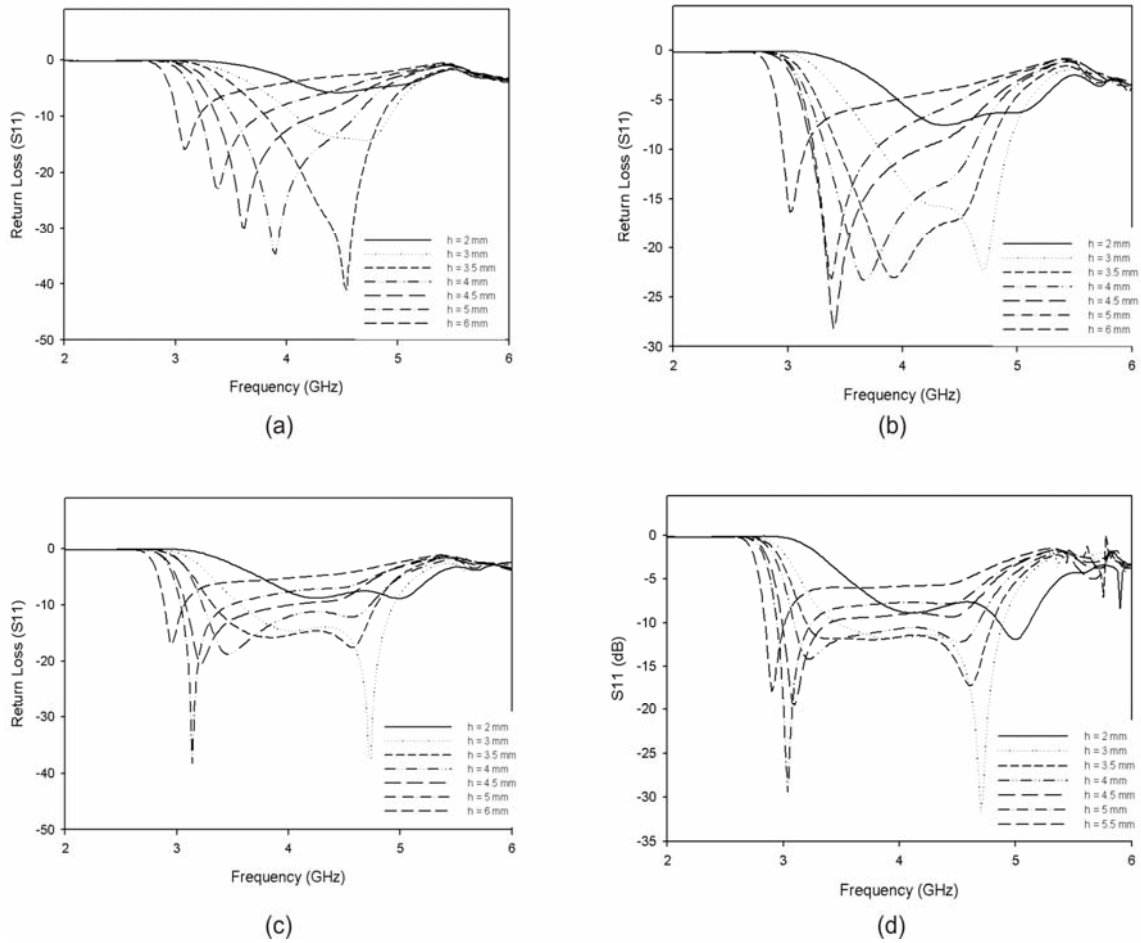 0
-10
-20
-30
-40
-50
Return Loss (S11)
h = 2 mm
h = 3 mm
h = 3.5 mm
h = 4 mm
h = 4.5 mm
h = 5 mm
h = 6 mm
2 3 4 5 6
Frequency (GHz)
(a)
0
-5
-10
-15
-20
-25
-30
Return Loss (S11)
h = 2 mm
h = 3 mm
h = 3.5 mm
h = 4 mm
h = 4.5 mm
h = 5 mm
h = 6 mm
2 3 4 5 6
Frequency (GHz)
(b)
0
-10
-20
-30
-40
-50
Return Loss (S11)
h = 2 mm
h = 3 mm
h = 3.5 mm
h = 4 mm
h = 4.5 mm
h = 5 mm
h = 6 mm
2 3 4 5 6
Frequency (GHz)
(c)
0
-5
-10
-15
-20
-25
-30
-35
S11 (dB)
h = 2 mm
h = 3 mm
h = 3.5 mm
h = 4 mm
h = 4.5 mm
h = 5 mm
h = 5.5 mm
2 3 4 5 6
Frequency (GHz)
(d)